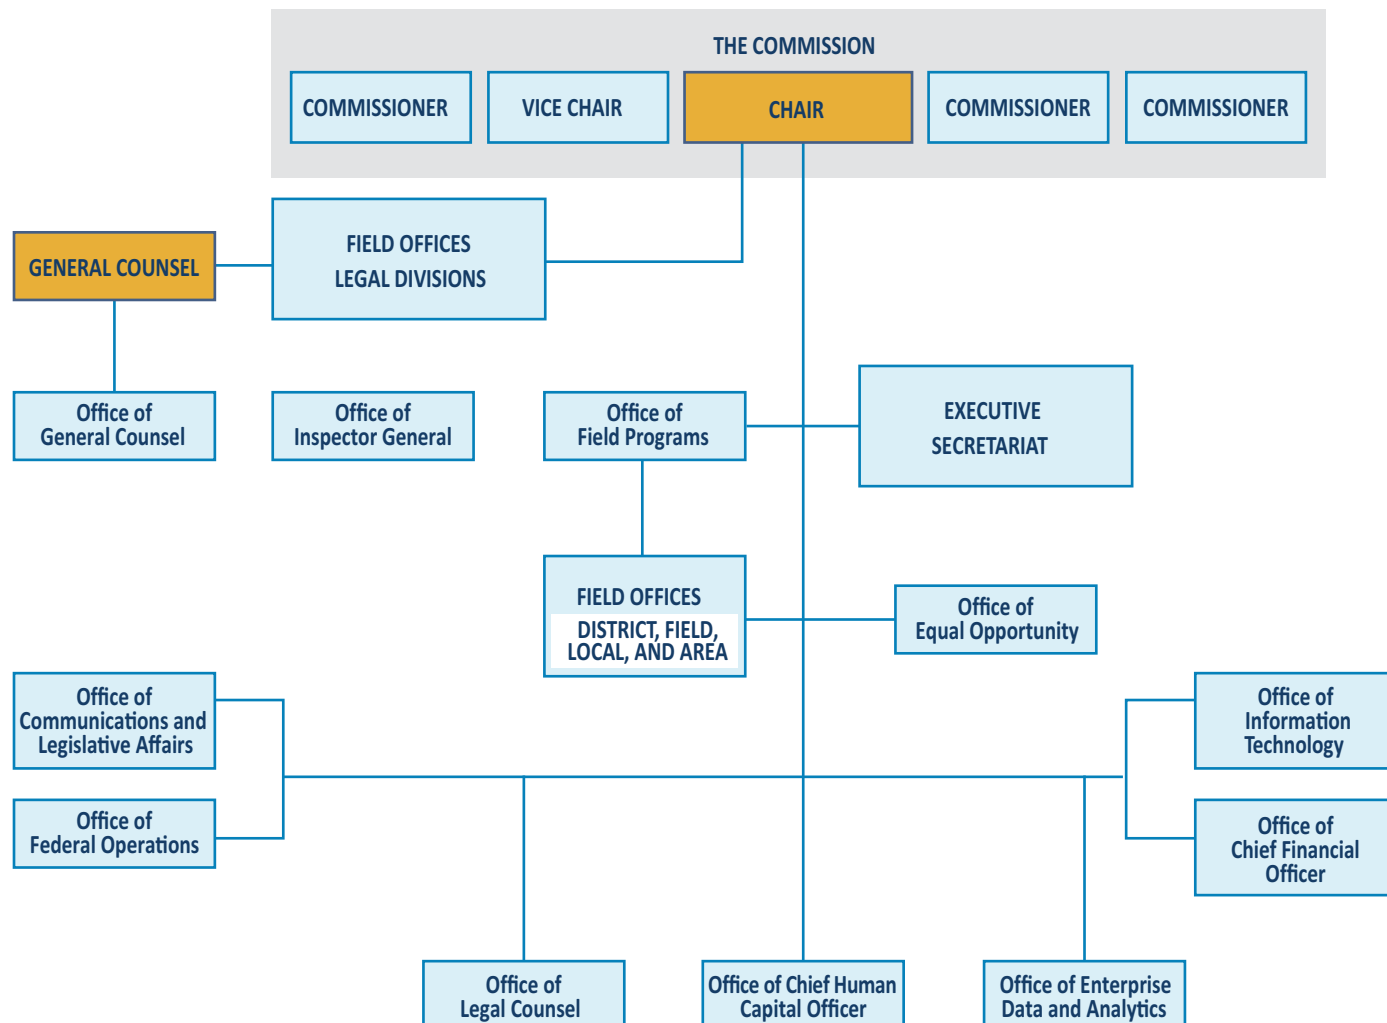 THE COMMISSION
COMMISSIONER
VICE CHAIR
CHAIR
COMMISSIONER
COMMISSIONER
GENERAL COUNSEL
FIELD OFFICES
LEGAL DIVISIONS
Office of
General Counsel
Office of
Inspector General
Office of
Field Programs
EXECUTIVE
SECRETARIAT
FIELD OFFICES
DISTRICT, FIELD,
LOCAL, AND AREA
Office of
Equal Opportunity
Office of
Communications and
Legislative Affairs
Office of
Information
Technology
Office of
Federal Operations
Office of
Chief Financial
Officer
Office of
Legal Counsel
Office of Chief Human
Capital Officer
Office of Enterprise
Data and Analytics